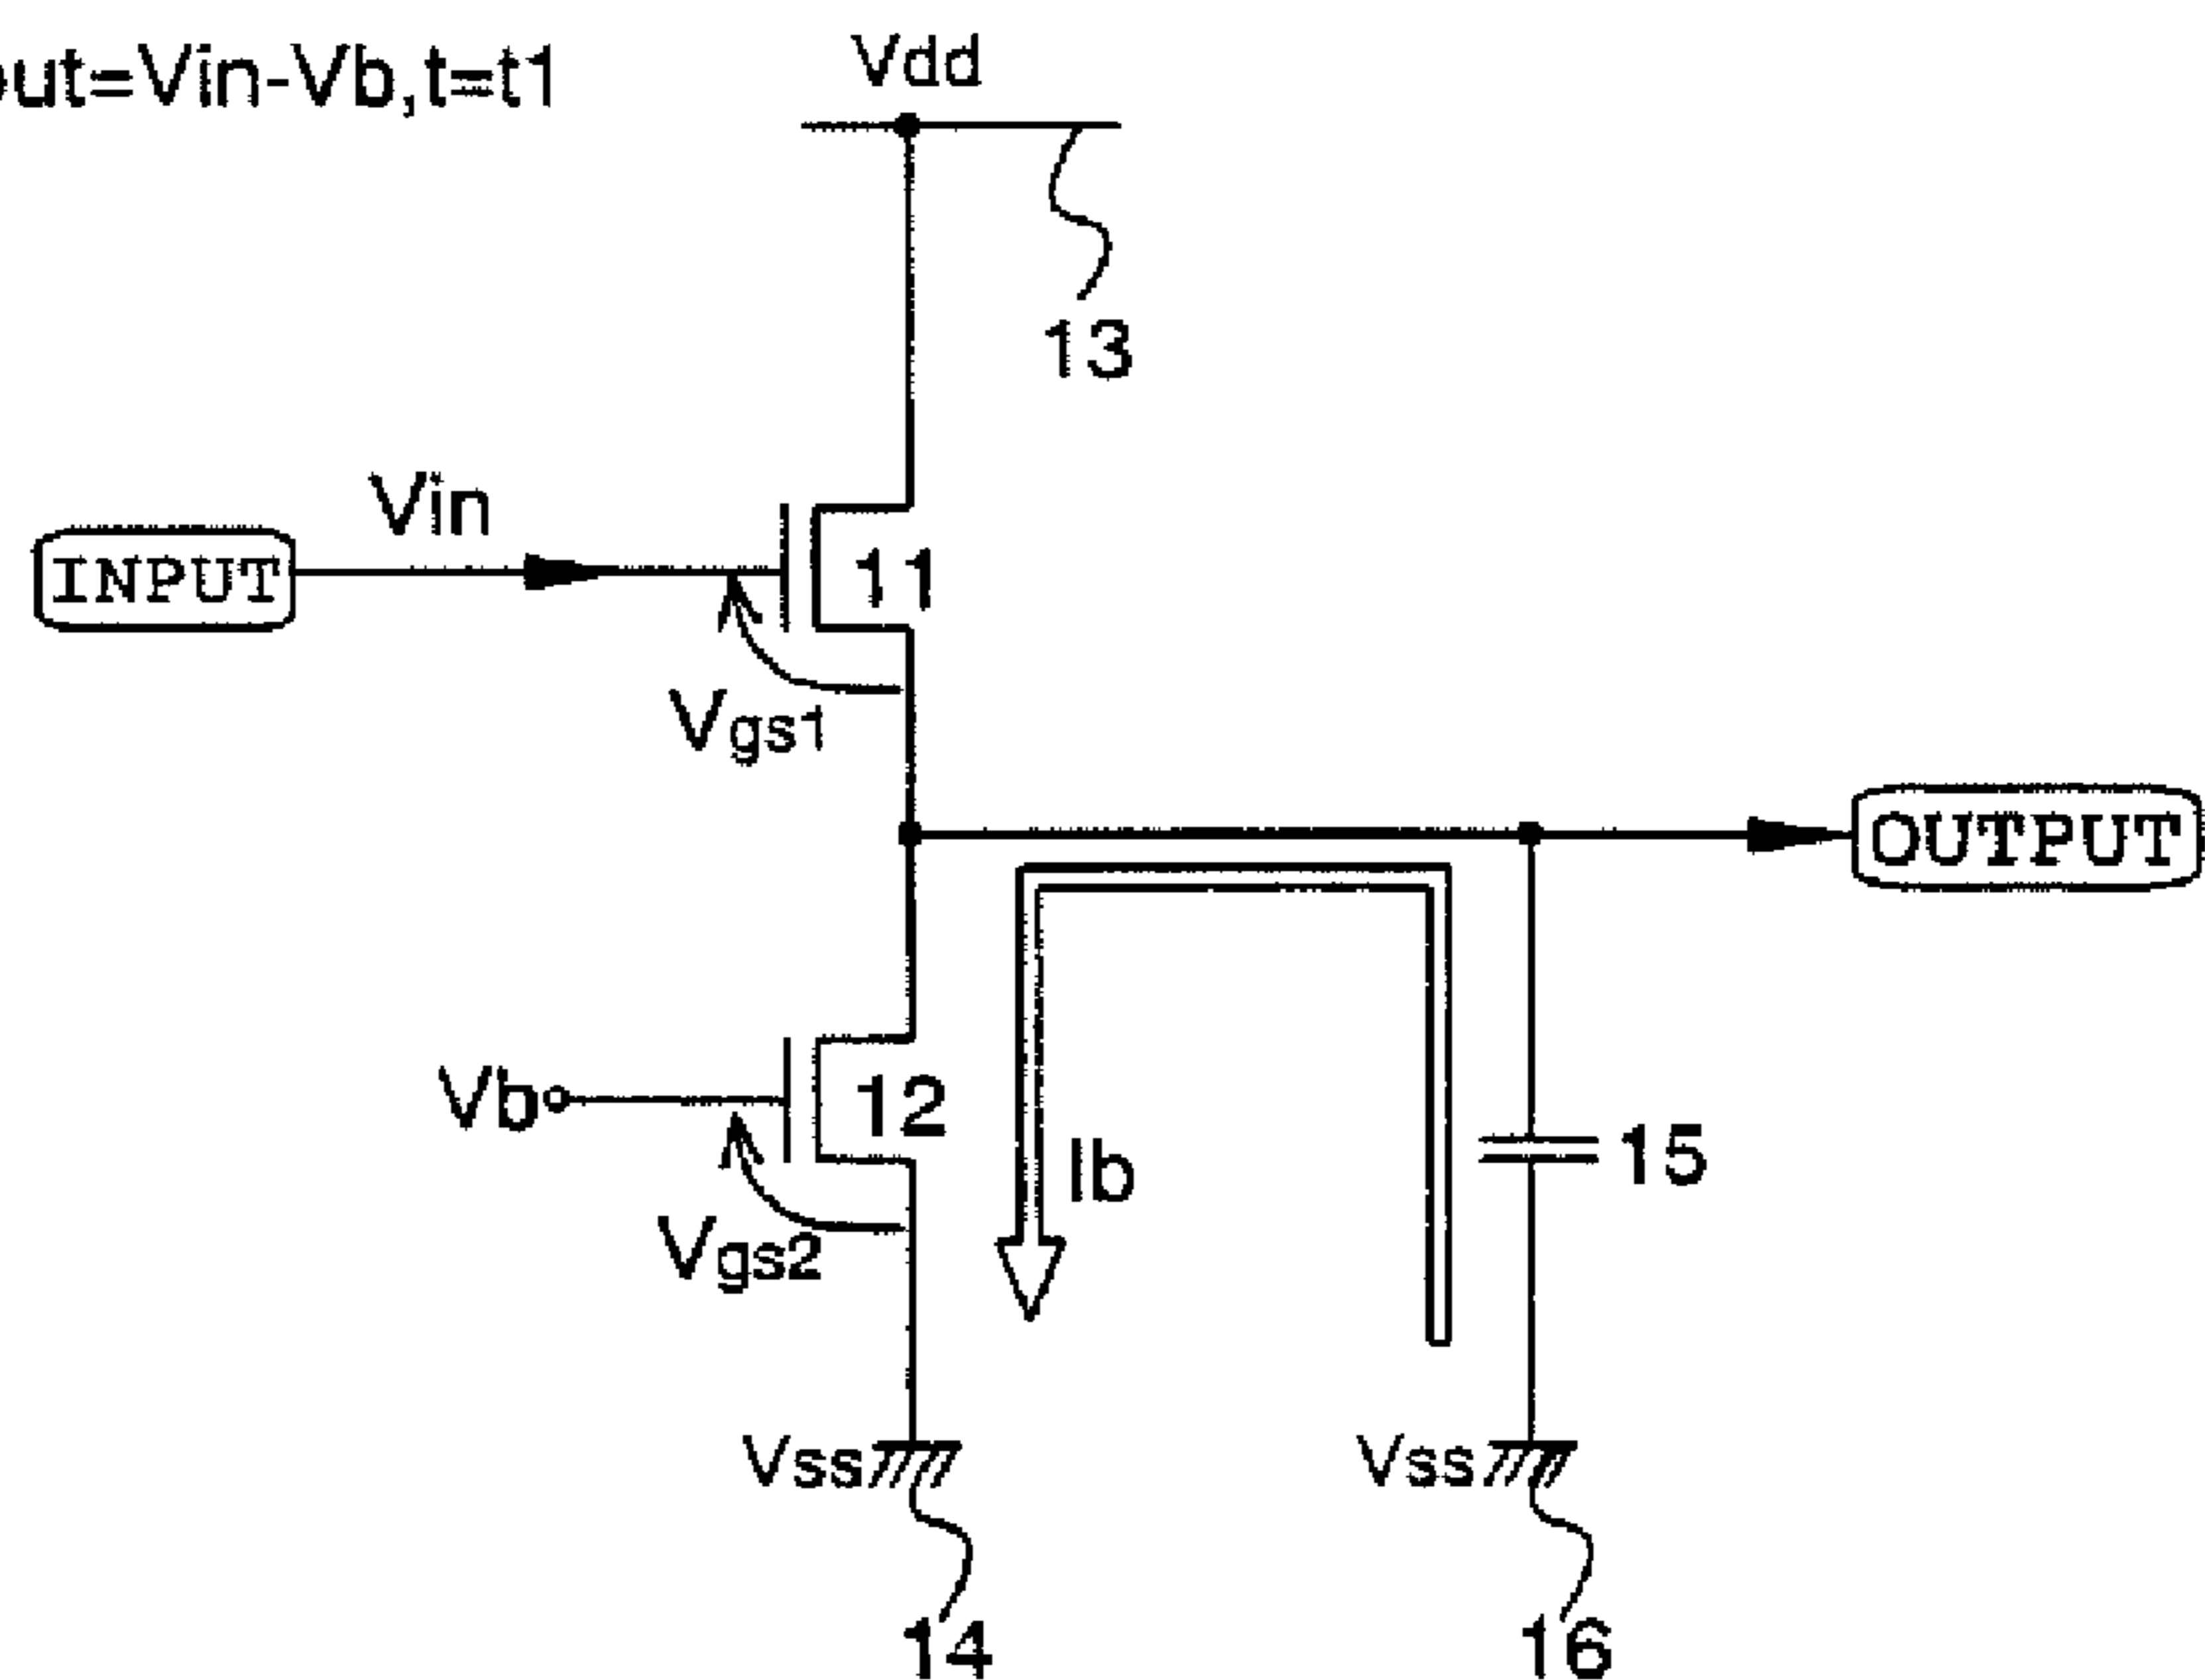 ut=Vin-Vb,t=t1
Vdd
13
Vin
INPUT
11
Vgs1
OUTPUT
Vb
12
Ib
15
Vgs2
Vss
Vss
14
16